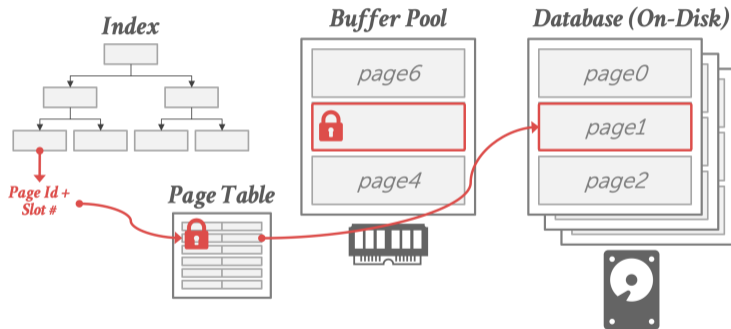 Index
Buffer Pool
Database (On-Disk)
page6
page0
page1
Page Id +
Slot #
Page Table
page4
page2